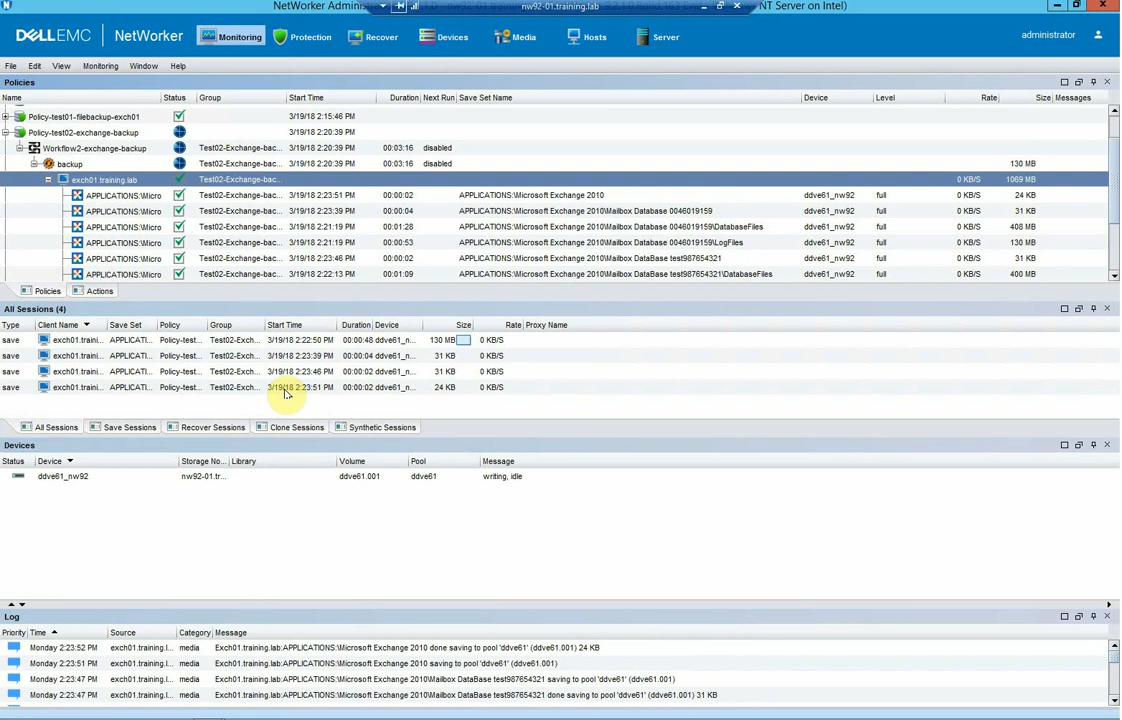 NetWorker Adminis nw92-01.training.lab NT Server on Intel)
DELLEMC NetWorker Monitoring Protection Recover Devices Media Hosts Server administrator
File Edit View Monitoring Window Help
Policies
Name Status Group Start Time Duration Next Run Save Set Name Device Level Rate Size Messages
Policy-test01-filebackup-exch01 3/19/18 2:15:46 PM
Policy-test02-exchange-backup 3/19/18 2:20:39 PM
Workflow2-exchange-backup Test02-Exchange-bac... 3/19/18 2:20:39 PM 00:03:16 disabled
backup Test02-Exchange-bac... 3/19/18 2:20:39 PM 00:03:16 disabled 130 MB
exch01.training.lab Test02-Exchange-bac... 0 KB/S 1069 MB
APPLICATIONS:\Micro Test02-Exchange-bac... 3/19/18 2:23:51 PM 00:00:02 APPLICATIONS:\Microsoft Exchange 2010 ddve61_nw92 full 0 KB/S 24 KB
APPLICATIONS:\Micro Test02-Exchange-bac... 3/19/18 2:23:39 PM 00:00:04 APPLICATIONS:\Microsoft Exchange 2010\Mailbox Database 0046019159 ddve61_nw92 full 0 KB/S 31 KB
APPLICATIONS:\Micro Test02-Exchange-bac... 3/19/18 2:21:19 PM 00:01:28 APPLICATIONS:\Microsoft Exchange 2010\Mailbox Database 0046019159\DatabaseFiles ddve61_nw92 full 0 KB/S 408 MB
APPLICATIONS:\Micro Test02-Exchange-bac... 3/19/18 2:21:19 PM 00:00:53 APPLICATIONS:\Microsoft Exchange 2010\Mailbox Database 0046019159\LogFiles ddve61_nw92 full 0 KB/S 130 MB
APPLICATIONS:\Micro Test02-Exchange-bac... 3/19/18 2:23:46 PM 00:00:02 APPLICATIONS:\Microsoft Exchange 2010\Mailbox DataBase test987654321 ddve61_nw92 full 0 KB/S 31 KB
APPLICATIONS:\Micro Test02-Exchange-bac... 3/19/18 2:22:13 PM 00:01:09 APPLICATIONS:\Microsoft Exchange 2010\Mailbox DataBase test987654321\DatabaseFiles ddve61_nw92 full 0 KB/S 400 MB
Policies Actions
All Sessions (4)
Type Client Name Save Set Policy Group Start Time Duration Device Size Rate Proxy Name
save exch01.traini... APPLICATI... Policy-test... Test02-Exch... 3/19/18 2:22:50 PM 00:00:48 ddve61_n... 130 MB 0 KB/S
save exch01.traini... APPLICATI... Policy-test... Test02-Exch... 3/19/18 2:23:39 PM 00:00:04 ddve61_n... 31 KB 0 KB/S
save exch01.traini... APPLICATI... Policy-test... Test02-Exch... 3/19/18 2:23:46 PM 00:00:02 ddve61_n... 31 KB 0 KB/S
save exch01.traini... APPLICATI... Policy-test... Test02-Exch... 3/19/18 2:23:51 PM 00:00:02 ddve61_n... 24 KB 0 KB/S
All Sessions Save Sessions Recover Sessions Clone Sessions Synthetic Sessions
Devices
Status Device Storage No... Library Volume Pool Message
ddve61_nw92 nw92-01.tr... ddve61.001 ddve61 writing, idle
Log
Priority Time Source Category Message
Monday 2:23:52 PM exch01.training.l... media Exch01.training.lab:APPLICATIONS:\Microsoft Exchange 2010 done saving to pool 'ddve61' (ddve61.001) 24 KB
Monday 2:23:51 PM exch01.training.l... media Exch01.training.lab:APPLICATIONS:\Microsoft Exchange 2010 saving to pool 'ddve61' (ddve61.001)
Monday 2:23:47 PM exch01.training.l... media Exch01.training.lab:APPLICATIONS:\Microsoft Exchange 2010\Mailbox DataBase test987654321 saving to pool 'ddve61' (ddve61.001)
Monday 2:23:47 PM exch01.training.l... media Exch01.training.lab:APPLICATIONS:\Microsoft Exchange 2010\Mailbox DataBase test987654321 done saving to pool 'ddve61' (ddve61.001) 31 KB